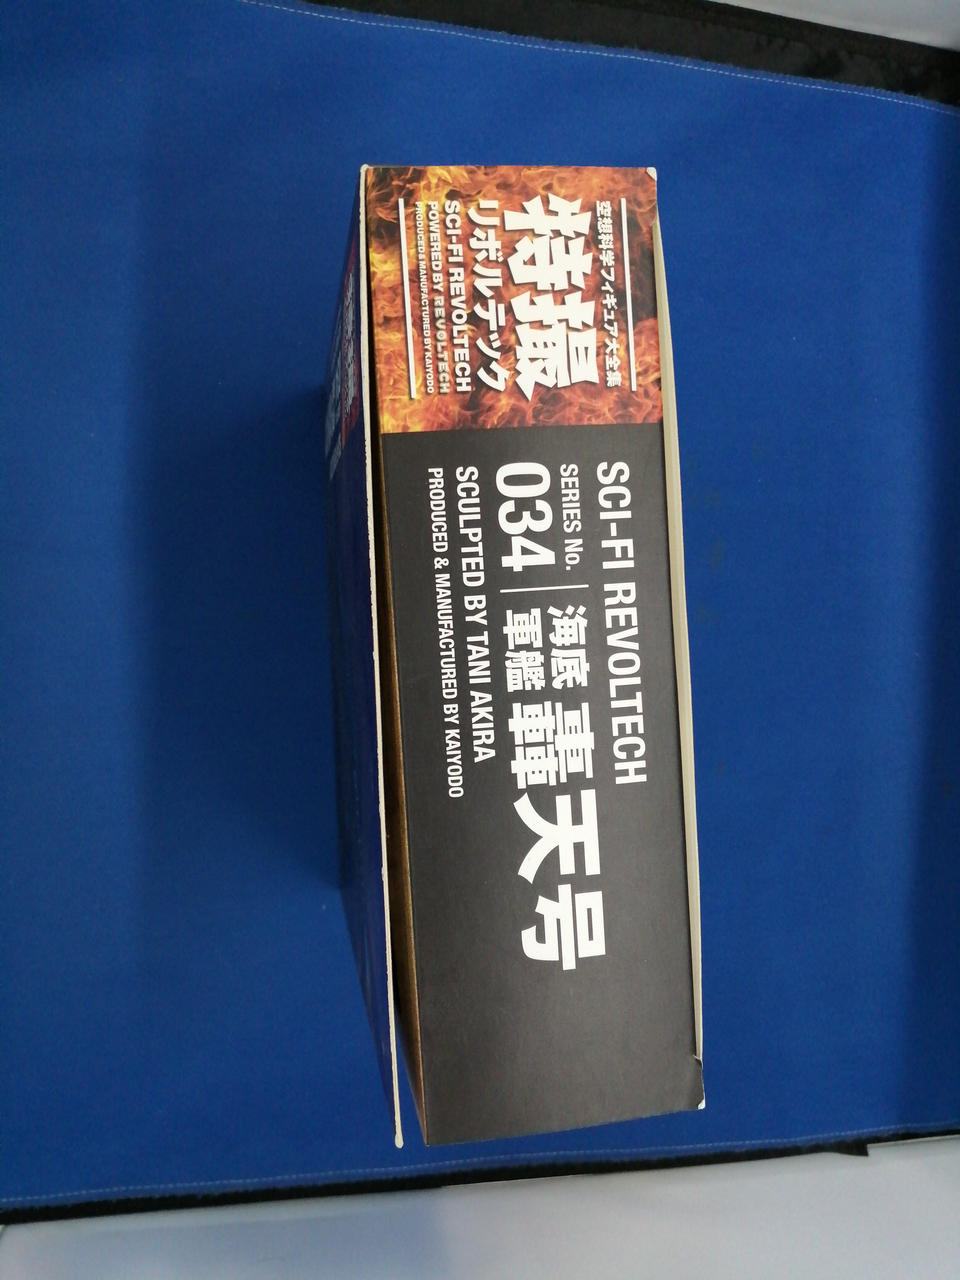 空想科学フィギュア大全集
特撮
リボルテック
SCI-FI REVOLTECH
POWERED BY REVOLTECH
PRODUCED & MANUFACTURED BY KAIYODO
SCI-FI REVOLTECH
SERIES No.
034
海底
軍艦
轟天号
SCULPTED BY TANI AKIRA
PRODUCED & MANUFACTURED BY KAIYODO